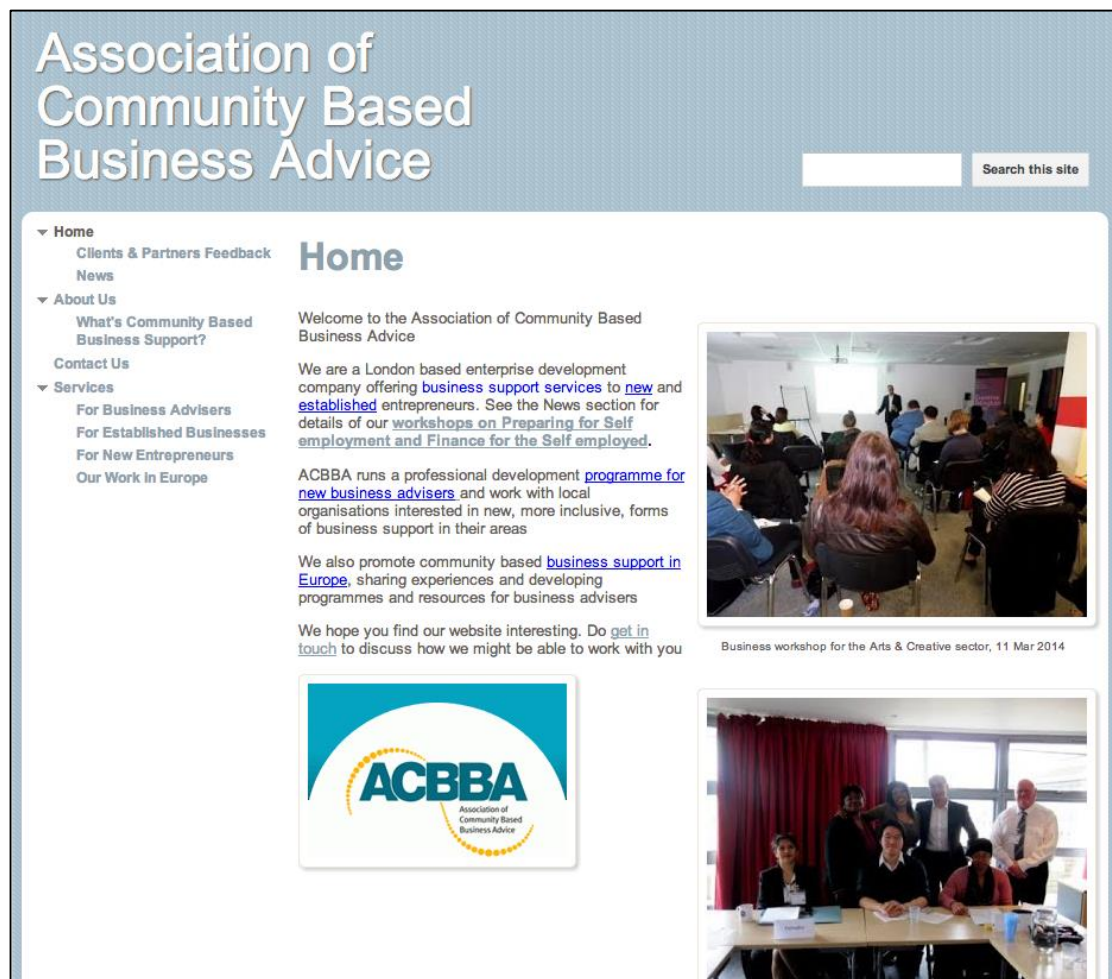 Association of
Community Based
Business Advice
Search this site
Home
Clients & Partners Feedback
News
About Us
What's Community Based
Business Support?
Contact Us
Services
For Business Advisers
For Established Businesses
For New Entrepreneurs
Our Work in Europe
Home
Welcome to the Association of Community Based
Business Advice
We are a London based enterprise development
company offering business support services to new and
established entrepreneurs. See the News section for
details of our workshops on Preparing for Self
employment and Finance for the Self employed.
ACBBA runs a professional development programme for
new business advisers and work with local
organisations interested in new, more inclusive, forms
of business support in their areas
We also promote community based business support in
Europe, sharing experiences and developing
programmes and resources for business advisers
We hope you find our website interesting. Do get in
touch to discuss how we might be able to work with you
ACBBA
Association of
Community Based
Business Advice
Business workshop for the Arts & Creative sector, 11 Mar 2014